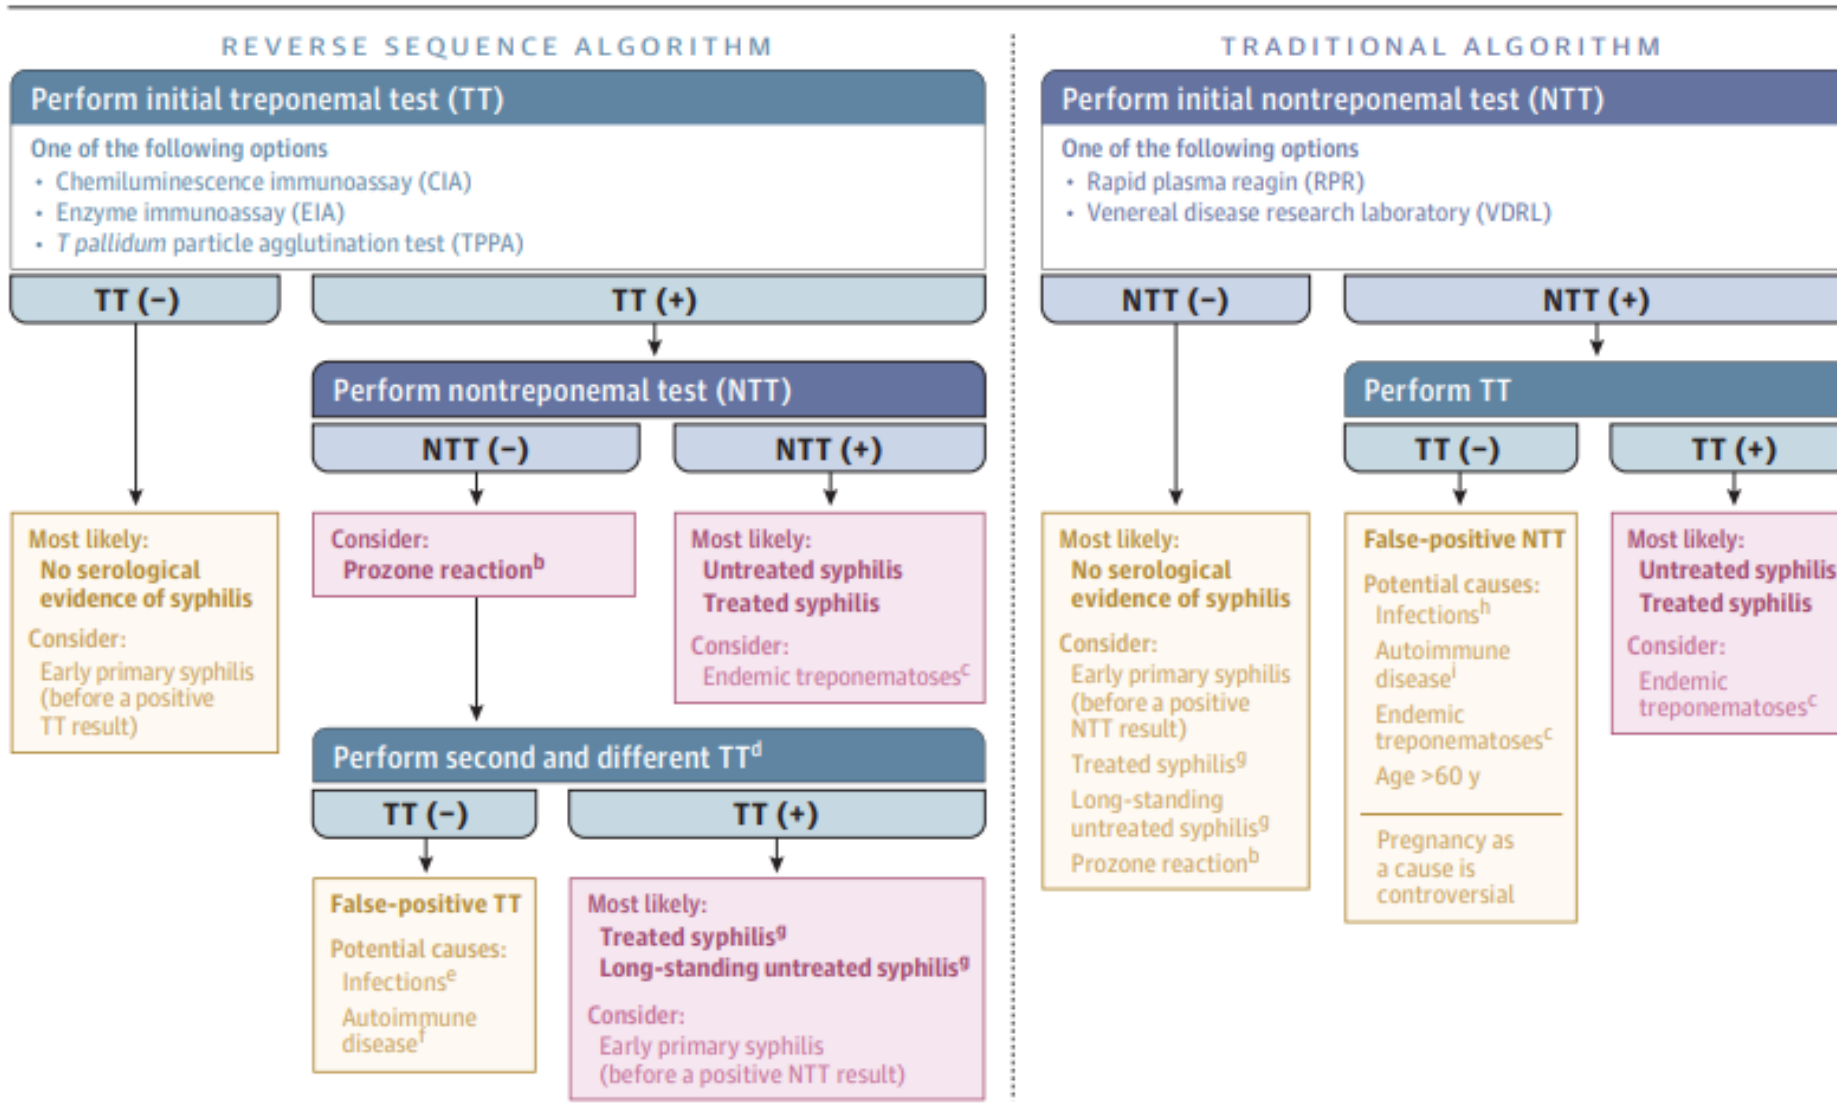 REVERSE SEQUENCE ALGORITHM
Perform initial treponemal test (TT)
One of the following options
• Chemiluminescence immunoassay (CIA)
• Enzyme immunoassay (EIA)
• T pallidum particle agglutination test (TPPA)
TT (−)
TT (+)
Perform nontreponemal test (NTT)
NTT (−)
NTT (+)
Most likely:
No serological
evidence of syphilis
Consider:
Early primary syphilis
(before a positive
TT result)
Consider:
Prozone reactionb
Most likely:
Untreated syphilis
Treated syphilis
Consider:
Endemic treponematosesc
Perform second and different TTd
TT (−)
TT (+)
False-positive TT
Potential causes:
Infectionse
Autoimmune
diseasef
Most likely:
Treated syphilisg
Long-standing untreated syphilisg
Consider:
Early primary syphilis
(before a positive NTT result)
TRADITIONAL ALGORITHM
Perform initial nontreponemal test (NTT)
One of the following options
• Rapid plasma reagin (RPR)
• Venereal disease research laboratory (VDRL)
NTT (−)
NTT (+)
Perform TT
TT (−)
TT (+)
Most likely:
No serological
evidence of syphilis
Consider:
Early primary syphilis
(before a positive
NTT result)
Treated syphilisg
Long-standing
untreated syphilisg
Prozone reactionb
False-positive NTT
Potential causes:
Infectionsh
Autoimmune
diseasei
Endemic
treponematosesc
Age >60 y
Pregnancy as
a cause is
controversial
Most likely:
Untreated syphilis
Treated syphilis
Consider:
Endemic
treponematosesc